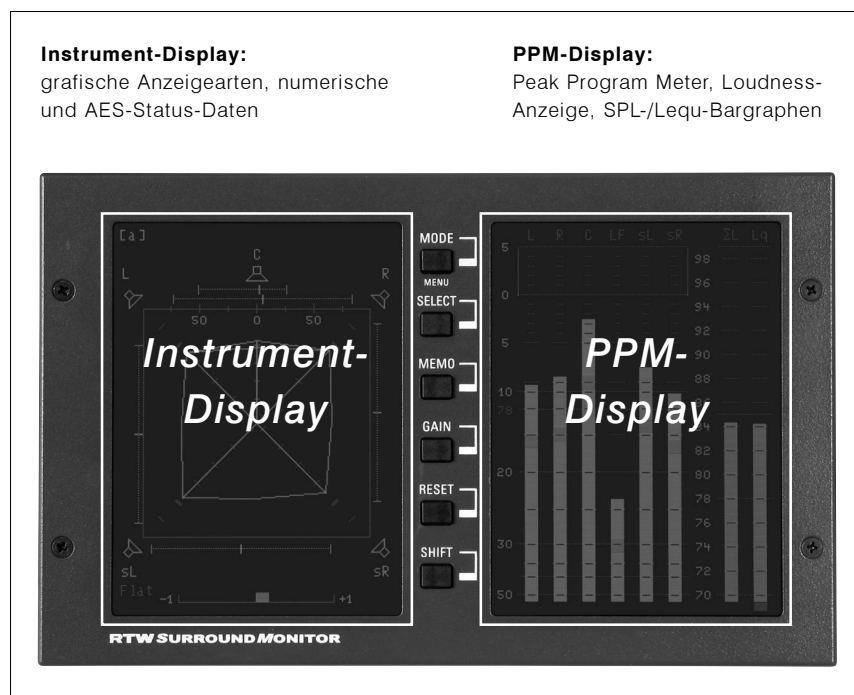 Instrument-Display:
grafische Anzeigearten, numerische
und AES-Status-Daten
PPM-Display:
Peak Program Meter, Loudness-
Anzeige, SPL-/Lequ-Bargraphen
[a]
C
L
R
50 0 50
Instrument-
Display
sL
sR
Flat
-1
+1
RTW SURROUND MONITOR
MODE
MENU
SELECT
MEMO
GAIN
RESET
SHIFT
L R C LF sL sR ΣL Lq
5
0
5
10
20
30
50
PPM-
Display
98
96
94
92
90
88
84
82
80
78
76
74
72
70